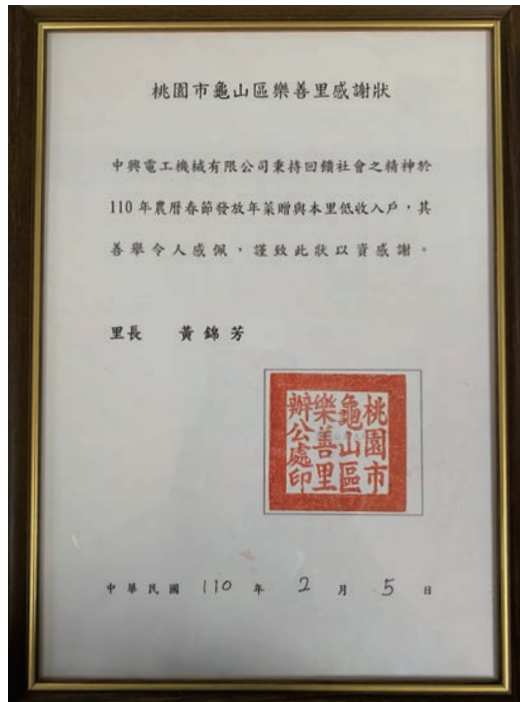 桃園市龜山區樂善里感謝狀
中興電工機械有限公司秉持回饋社會之精神於
110年農曆春節發放年菜贈與本里低收入戶，其
善舉令人感佩，謹致此狀以資感謝。
里長 黃錦芳
桃園市
龜山區
樂善里
辦公處印
中華民國 110 年 2 月 5 日